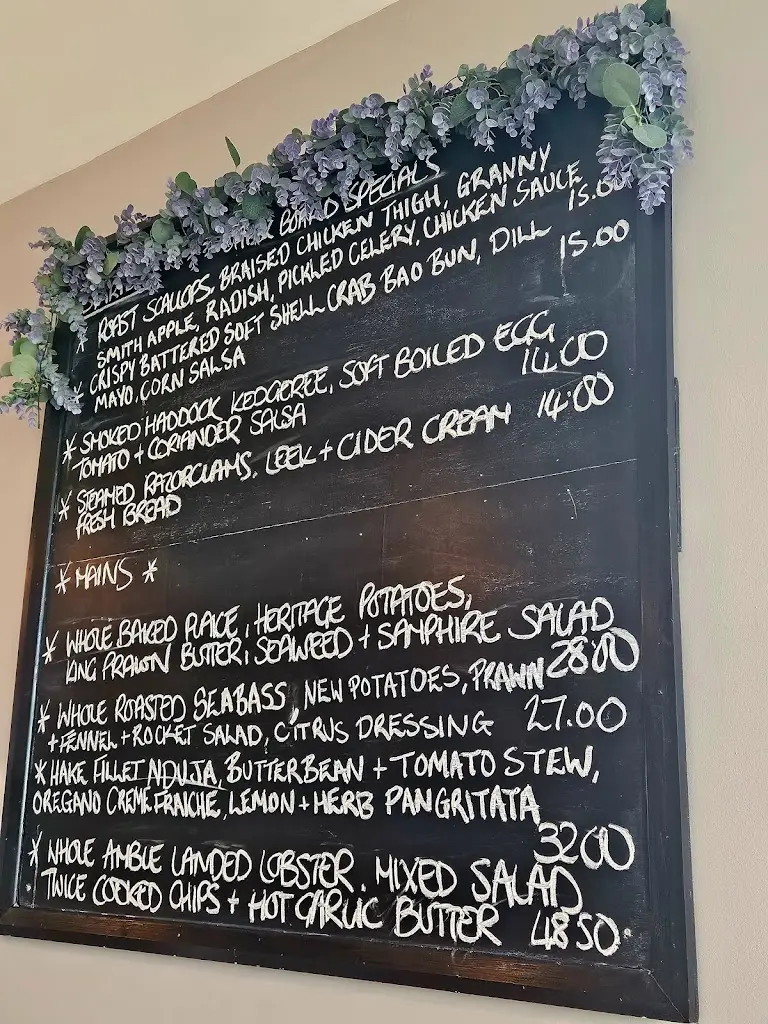 BOARD SPECIALS
* ROAST SCALLOPS, BRAISED CHICKEN THIGH, GRANNY
SMITH APPLE, RADISH, PICKLED CELERY, CHICKEN SAUCE 15.00
* CRISPY BATTERED SOFT SHELL CRAB BAO BUN, DILL 15.00
MAYO, CORN SALSA
* SMOKED HADDOCK KEDGEREE, SOFT BOILED EGG
TOMATO + CORIANDER SALSA 14.00
* STEAMED RAZORCLAMS, LEEK + CIDER CREAM 14.00
FRESH BREAD
* MAINS *
* WHOLE BAKED PLAICE, HERITAGE POTATOES,
KING PRAWN BUTTER, SEAWEED + SAMPHIRE SALAD
28.00
* WHOLE ROASTED SEABASS, NEW POTATOES, PRAWN
+ FENNEL + ROCKET SALAD, CITRUS DRESSING 27.00
* HAKE FILLET NDUJA, BUTTERBEAN + TOMATO STEW,
OREGANO CREME FRAICHE, LEMON + HERB PANGRITATA
32.00
* WHOLE AMBLE LANDED LOBSTER, MIXED SALAD
TWICE COOKED CHIPS + HOT GARLIC BUTTER 48.50.